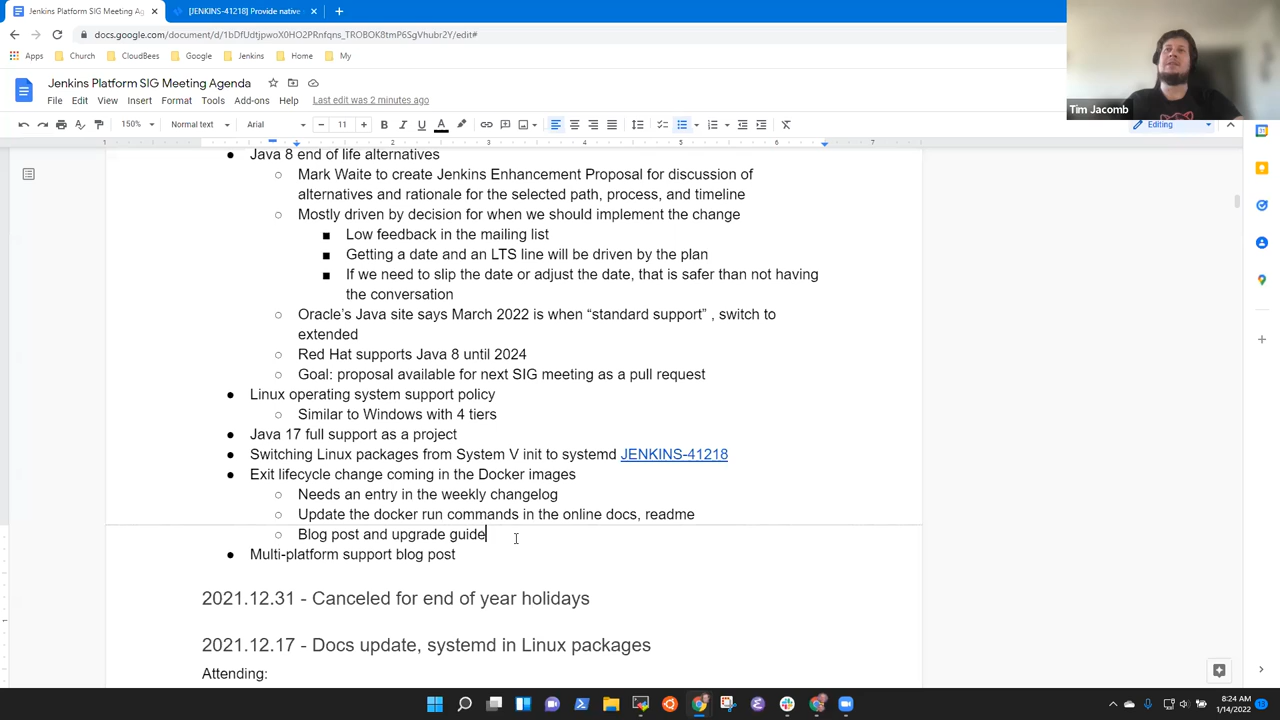 Jenkins Platform SIG Meeting Ag
[JENKINS-41218] Provide native
docs.google.com/document/d/1bDfUdtjpwoX0HO2PRnfqns_TROBOK8tmP6SgVhubr2Y/edit#
Apps Church CloudBees Google Jenkins Home My
Jenkins Platform SIG Meeting Agenda
File Edit View Insert Format Tools Add-ons Help Last edit was 2 minutes ago
150% Normal text Arial 11 Editing
Tim Jacomb
1 1 2 3 4 5 6 7
Java 8 end of life alternatives
Mark Waite to create Jenkins Enhancement Proposal for discussion of
alternatives and rationale for the selected path, process, and timeline
Mostly driven by decision for when we should implement the change
Low feedback in the mailing list
Getting a date and an LTS line will be driven by the plan
If we need to slip the date or adjust the date, that is safer than not having
the conversation
Oracle's Java site says March 2022 is when “standard support” , switch to
extended
Red Hat supports Java 8 until 2024
Goal: proposal available for next SIG meeting as a pull request
Linux operating system support policy
Similar to Windows with 4 tiers
Java 17 full support as a project
Switching Linux packages from System V init to systemd JENKINS-41218
Exit lifecycle change coming in the Docker images
Needs an entry in the weekly changelog
Update the docker run commands in the online docs, readme
Blog post and upgrade guide
Multi-platform support blog post
2021.12.31 - Canceled for end of year holidays
2021.12.17 - Docs update, systemd in Linux packages
Attending:
8:24 AM
1/14/2022